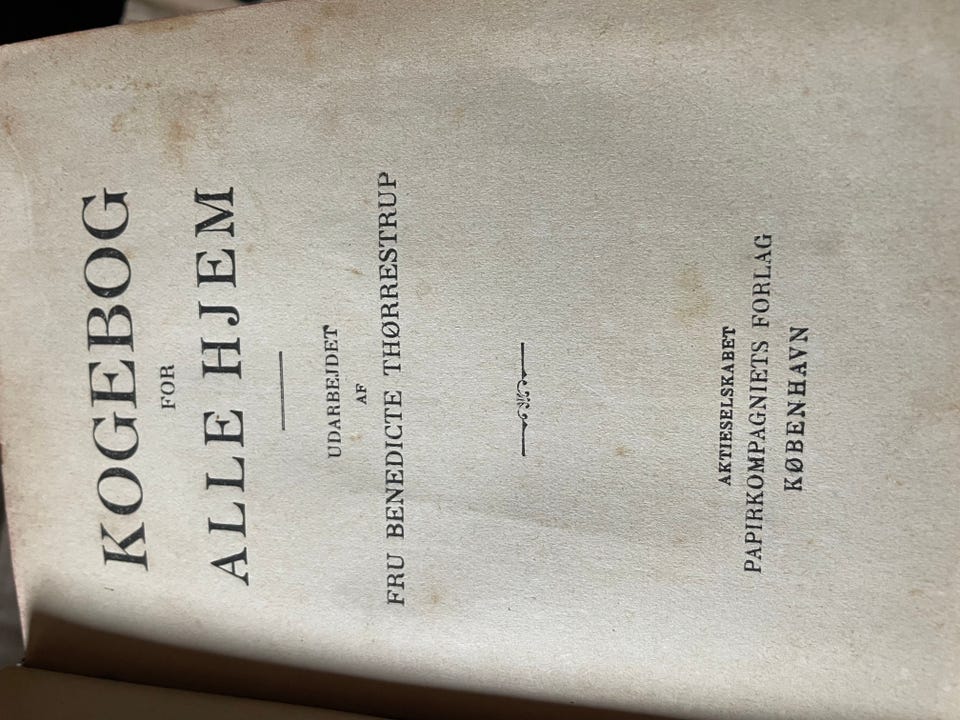 KOGEBOG
FOR
ALLE HJEM
UDARBEJDET
AF
FRU BENEDICTE THØRRESTRUP
AKTIESELSKABET
PAPIRKOMPAGNIETS FORLAG
KØBENHAVN